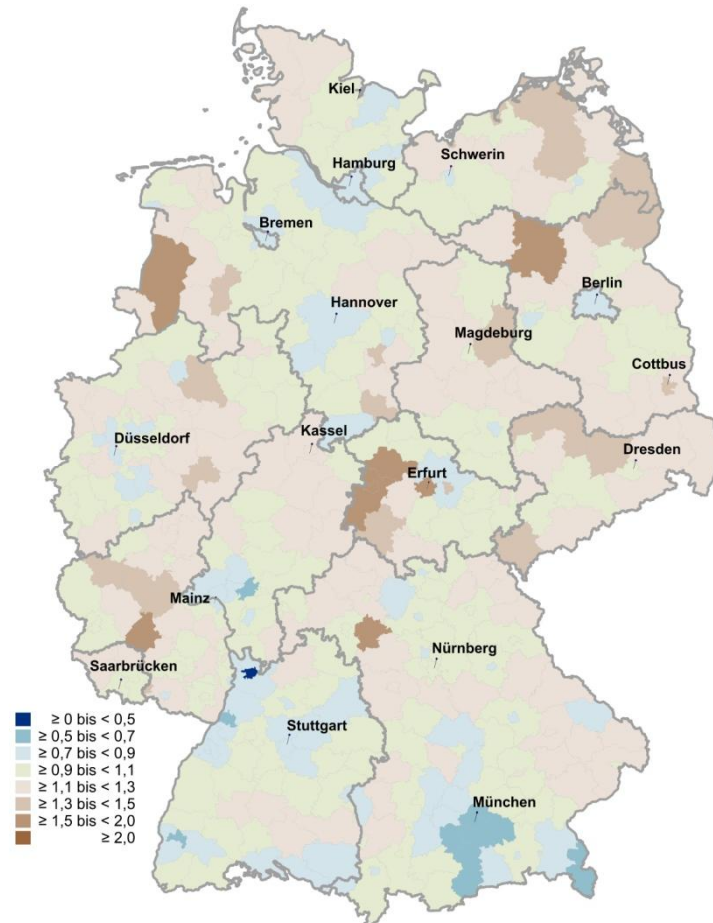 Kiel
Schwerin
Hamburg
Bremen
Berlin
Hannover
Magdeburg
Cottbus
Düsseldorf
Kassel
Erfurt
Dresden
Mainz
Nürnberg
Saarbrücken
Stuttgart
München
≥ 0 bis < 0,5
≥ 0,5 bis < 0,7
≥ 0,7 bis < 0,9
≥ 0,9 bis < 1,1
≥ 1,1 bis < 1,3
≥ 1,3 bis < 1,5
≥ 1,5 bis < 2,0
≥ 2,0